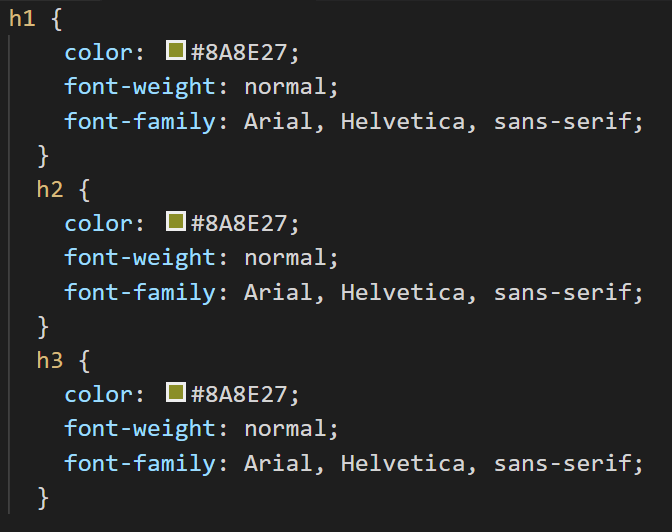 h1 {
color: #8A8E27;
font-weight: normal;
font-family: Arial, Helvetica, sans-serif;
}
h2 {
color: #8A8E27;
font-weight: normal;
font-family: Arial, Helvetica, sans-serif;
}
h3 {
color: #8A8E27;
font-weight: normal;
font-family: Arial, Helvetica, sans-serif;
}